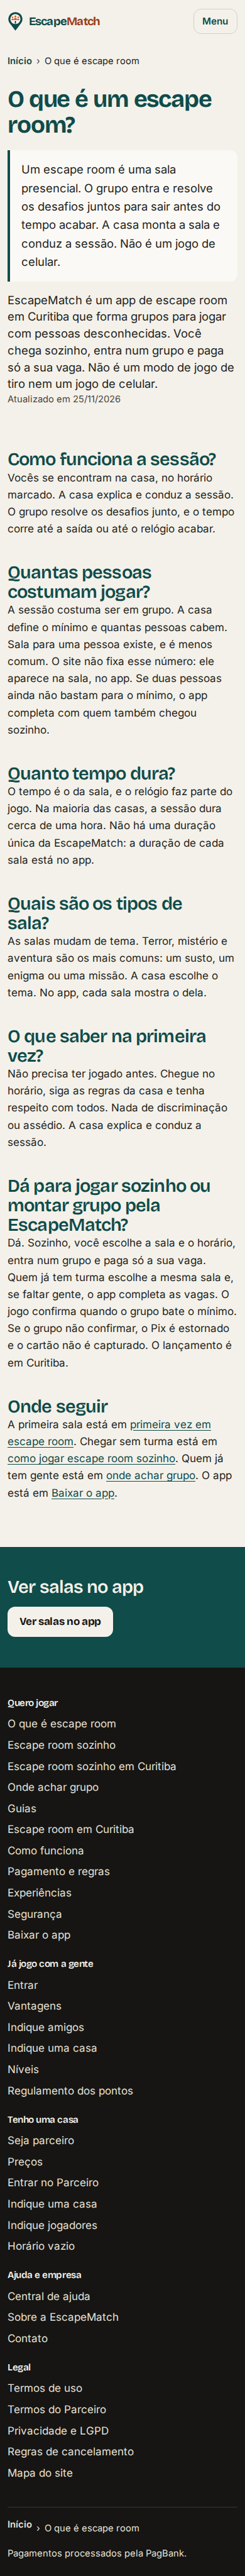 EscapeMatch
Menu
Início › O que é escape room
O que é um escape
room?
Um escape room é uma sala
presencial. O grupo entra e resolve
os desafios juntos para sair antes do
tempo acabar. A casa monta a sala e
conduz a sessão. Não é um jogo de
celular.
EscapeMatch é um app de escape room
em Curitiba que forma grupos para jogar
com pessoas desconhecidas. Você
chega sozinho, entra num grupo e paga
só a sua vaga. Não é um modo de jogo de
tiro nem um jogo de celular.
Atualizado em 25/11/2026
Como funciona a sessão?
Vocês se encontram na casa, no horário
marcado. A casa explica e conduz a sessão.
O grupo resolve os desafios junto, e o tempo
corre até a saída ou até o relógio acabar.
Quantas pessoas
costumam jogar?
A sessão costuma ser em grupo. A casa
define o mínimo e quantas pessoas cabem.
Sala para uma pessoa existe, e é menos
comum. O site não fixa esse número: ele
aparece na sala, no app. Se duas pessoas
ainda não bastam para o mínimo, o app
completa com quem também chegou
sozinho.
Quanto tempo dura?
O tempo é o da sala, e o relógio faz parte do
jogo. Na maioria das casas, a sessão dura
cerca de uma hora. Não há uma duração
única da EscapeMatch: a duração de cada
sala está no app.
Quais são os tipos de
sala?
As salas mudam de tema. Terror, mistério e
aventura são os mais comuns: um susto, um
enigma ou uma missão. A casa escolhe o
tema. No app, cada sala mostra o dela.
O que saber na primeira
vez?
Não precisa ter jogado antes. Chegue no
horário, siga as regras da casa e tenha
respeito com todos. Nada de discriminação
ou assédio. A casa explica e conduz a
sessão.
Dá para jogar sozinho ou
montar grupo pela
EscapeMatch?
Dá. Sozinho, você escolhe a sala e o horário,
entra num grupo e paga só a sua vaga.
Quem já tem turma escolhe a mesma sala e,
se faltar gente, o app completa as vagas. O
jogo confirma quando o grupo bate o mínimo.
Se o grupo não confirmar, o Pix é estornado
e o cartão não é capturado. O lançamento é
em Curitiba.
Onde seguir
A primeira sala está em primeira vez em
escape room. Chegar sem turma está em
como jogar escape room sozinho. Quem já
tem gente está em onde achar grupo. O app
está em Baixar o app.
Ver salas no app
Ver salas no app
Quero jogar
O que é escape room
Escape room sozinho
Escape room sozinho em Curitiba
Onde achar grupo
Guias
Escape room em Curitiba
Como funciona
Pagamento e regras
Experiências
Segurança
Baixar o app
Já jogo com a gente
Entrar
Vantagens
Indique amigos
Indique uma casa
Níveis
Regulamento dos pontos
Tenho uma casa
Seja parceiro
Preços
Entrar no Parceiro
Indique uma casa
Indique jogadores
Horário vazio
Ajuda e empresa
Central de ajuda
Sobre a EscapeMatch
Contato
Legal
Termos de uso
Termos do Parceiro
Privacidade e LGPD
Regras de cancelamento
Mapa do site
Início › O que é escape room
Pagamentos processados pela PagBank.